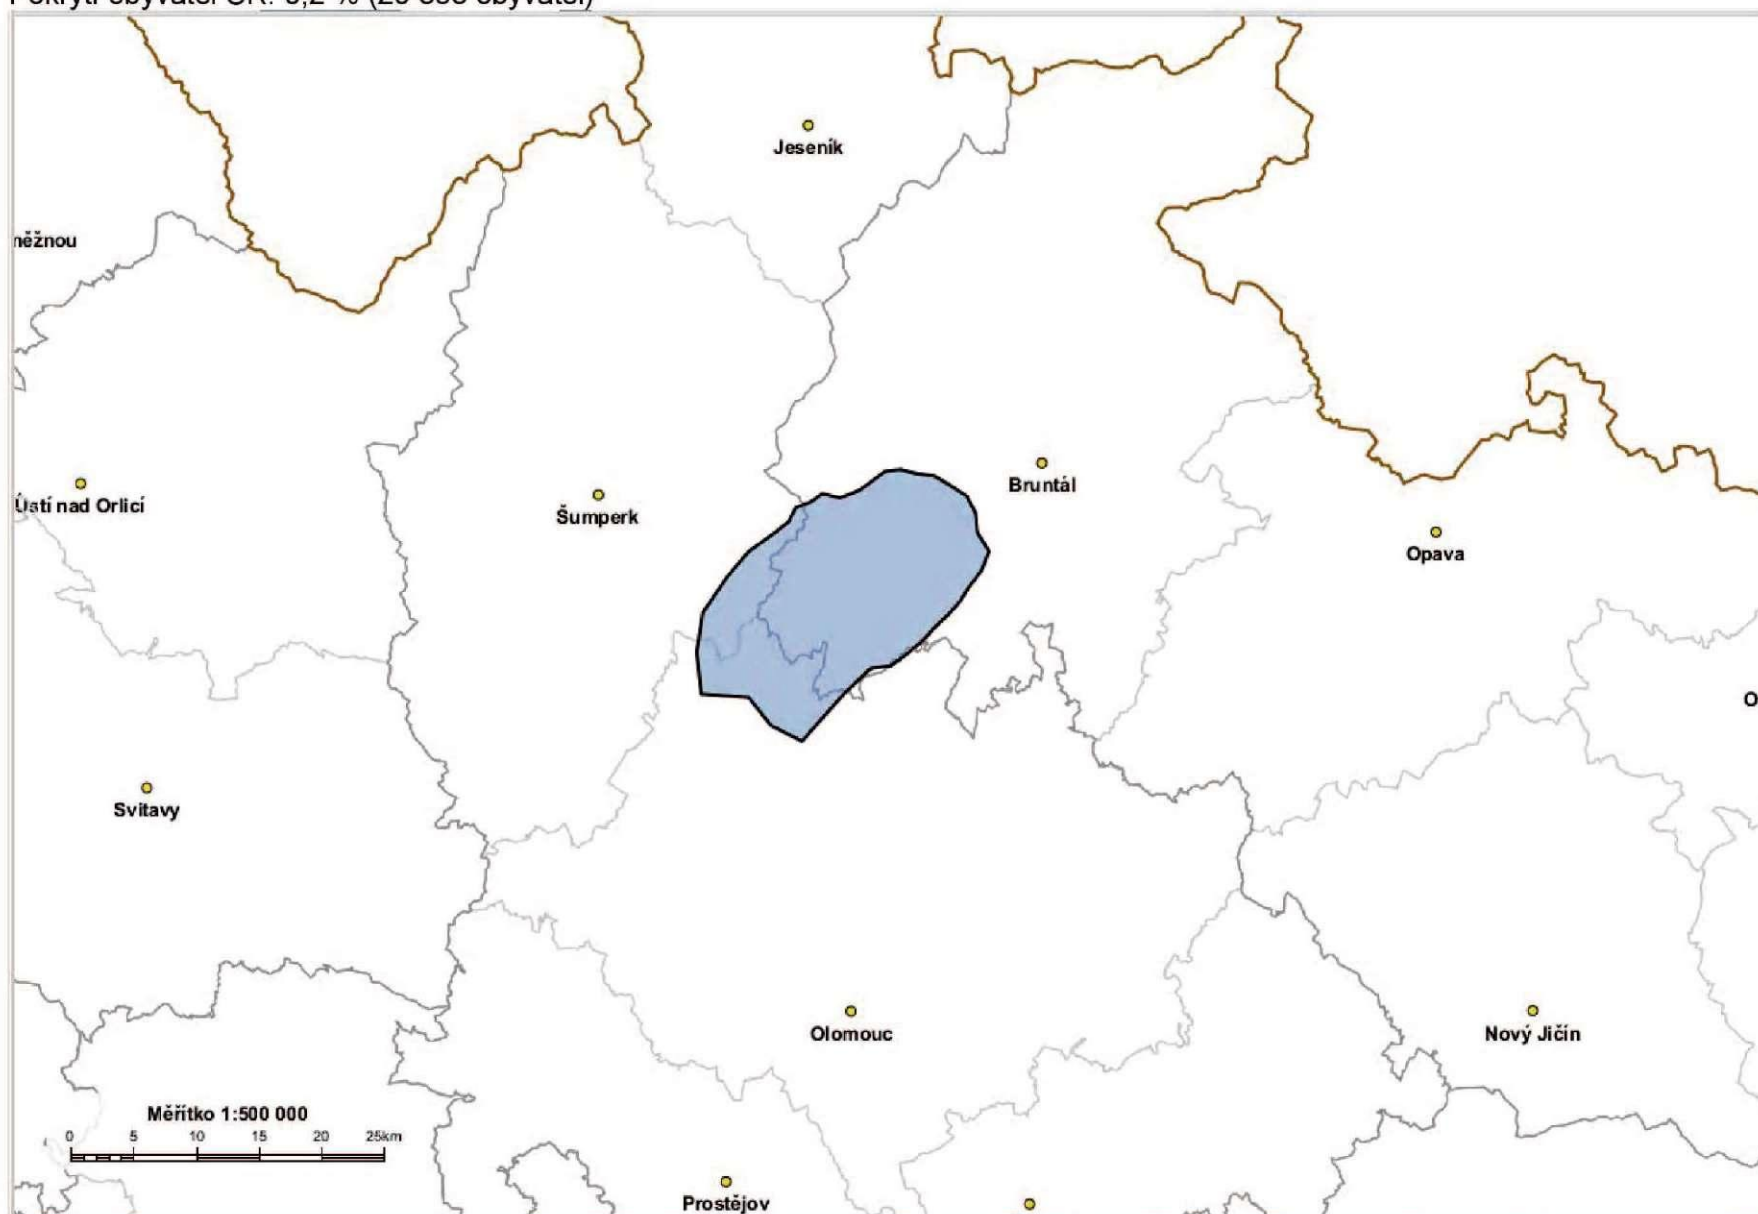 Jeseník
něžnou
Bruntál
Ústí nad Orlicí
Šumperk
Opava
O
Svitavy
Olomouc
Nový Jičín
Měřítko 1:500 000
0 5 10 15 20 25km
Prostějov